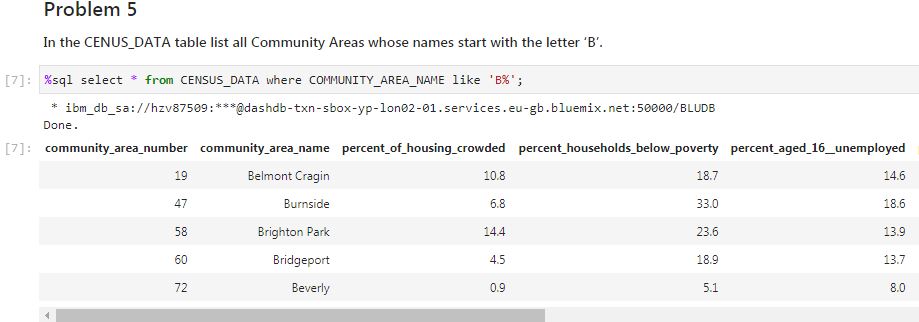 Problem 5
In the CENUS_DATA table list all Community Areas whose names start with the letter ‘B’.
[7]: %sql select * from CENSUS_DATA where COMMUNITY_AREA_NAME like 'B%';
* ibm_db_sa://hzv87509:***@dashdb-txn-sbox-yp-lon02-01.services.eu-gb.bluemix.net:50000/BLUDB
Done.
[7]: community_area_number community_area_name percent_of_housing_crowded percent_households_below_poverty percent_aged_16__unemployed
19 Belmont Cragin 10.8 18.7 14.6
47 Burnside 6.8 33.0 18.6
58 Brighton Park 14.4 23.6 13.9
60 Bridgeport 4.5 18.9 13.7
72 Beverly 0.9 5.1 8.0